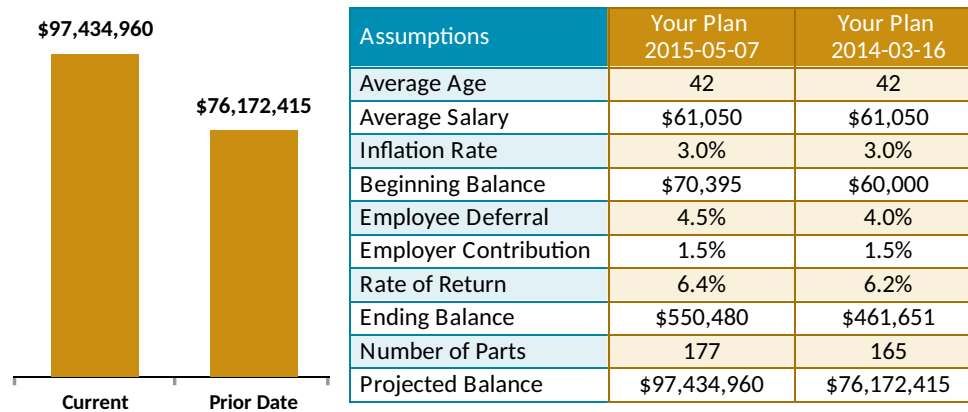 $97,434,960
$76,172,415
Current Prior Date
Assumptions Your Plan 2015-05-07 Your Plan 2014-03-16
Average Age 42 42
Average Salary $61,050 $61,050
Inflation Rate 3.0% 3.0%
Beginning Balance $70,395 $60,000
Employee Deferral 4.5% 4.0%
Employer Contribution 1.5% 1.5%
Rate of Return 6.4% 6.2%
Ending Balance $550,480 $461,651
Number of Parts 177 165
Projected Balance $97,434,960 $76,172,415